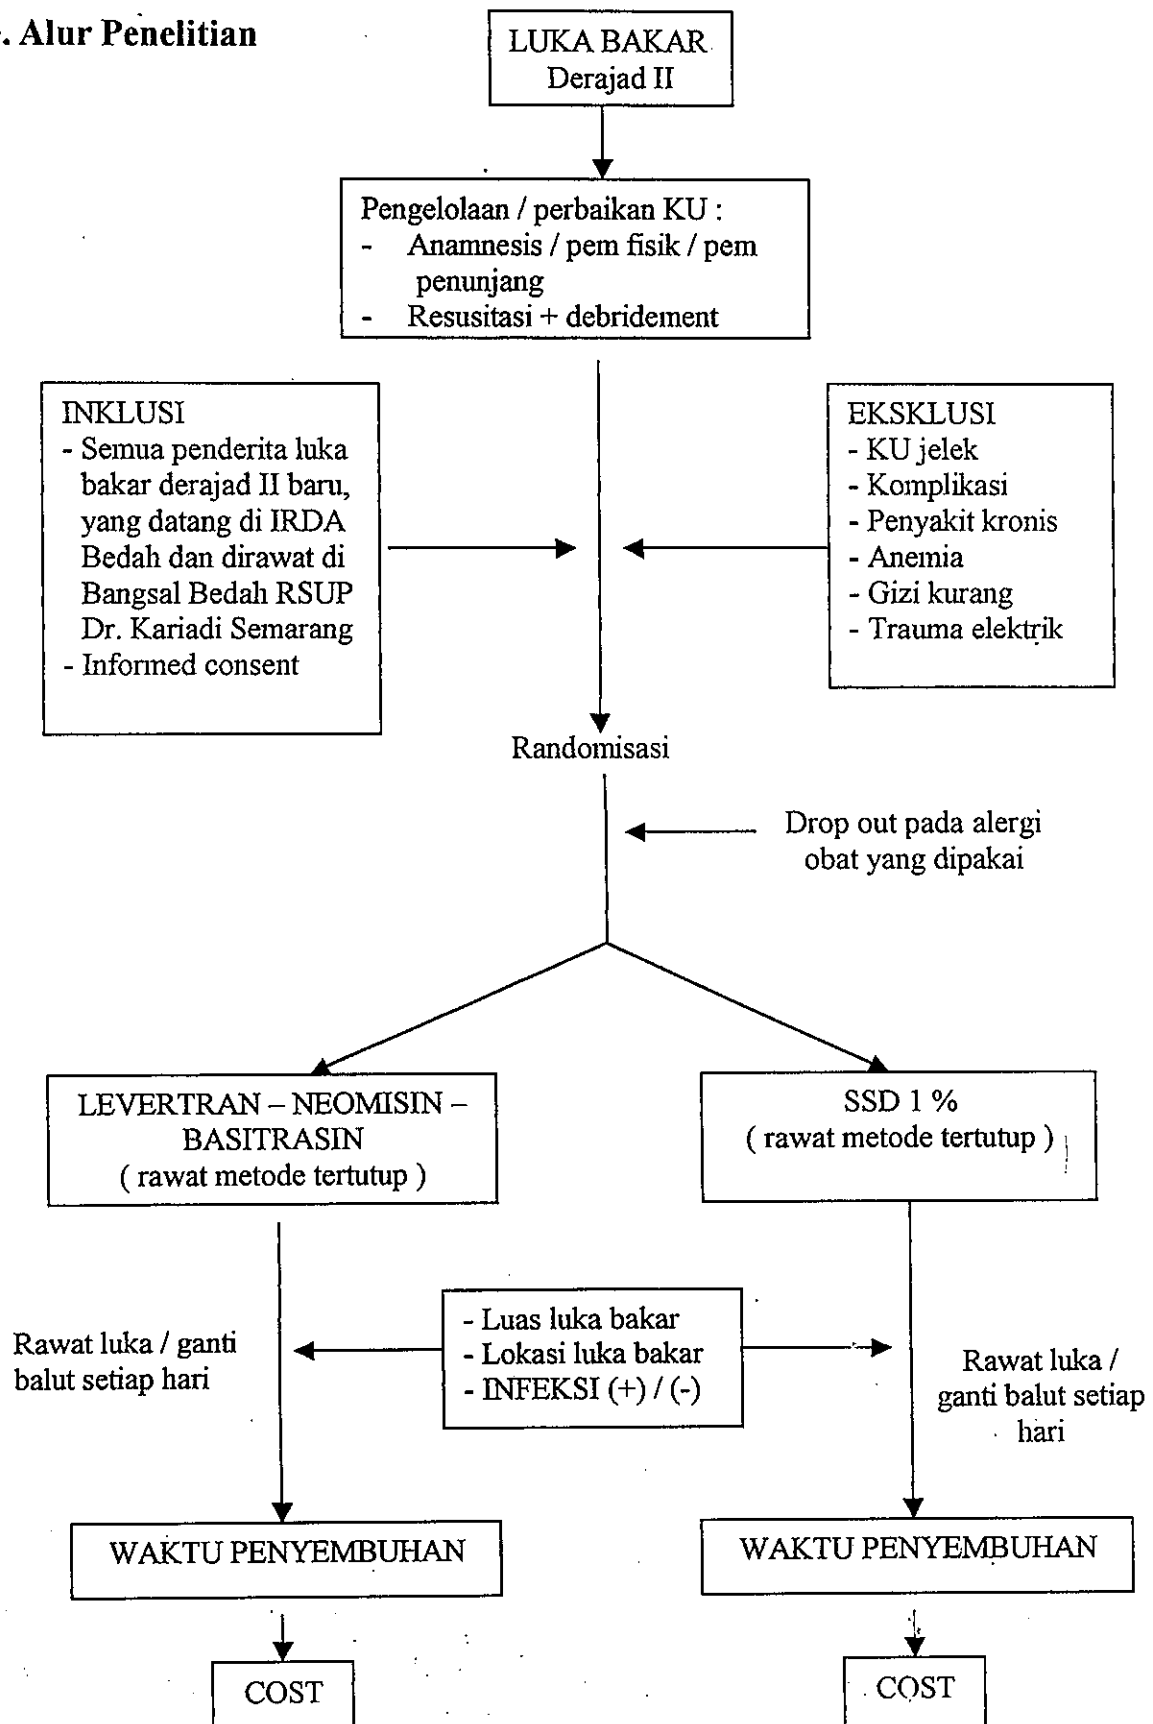 . Alur Penelitian
LUKA BAKAR
Derajad II
Pengelolaan / perbaikan KU :
- Anamnesis / pem fisik / pem
penunjang
- Resusitasi + debridement
INKLUSI
- Semua penderita luka
bakar derajad II baru,
yang datang di IRDA
Bedah dan dirawat di
Bangsal Bedah RSUP
Dr. Kariadi Semarang
- Informed consent
EKSKLUSI
- KU jelek
- Komplikasi
- Penyakit kronis
- Anemia
- Gizi kurang
- Trauma elektrik
Randomisasi
Drop out pada alergi
obat yang dipakai
LEVERTRAN – NEOMISIN –
BASITRASIN
( rawat metode tertutup )
SSD 1 %
( rawat metode tertutup )
Rawat luka / ganti
balut setiap hari
- Luas luka bakar
- Lokasi luka bakar
- INFEKSI (+) / (-)
Rawat luka /
ganti balut setiap
hari
WAKTU PENYEMBUHAN
WAKTU PENYEMBUHAN
COST
COST